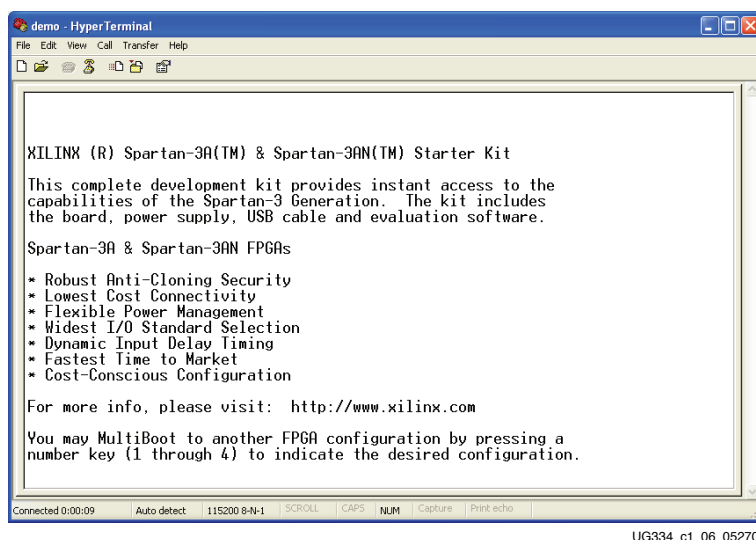 demo - HyperTerminal
File Edit View Call Transfer Help
XILINX (R) Spartan-3A(TM) & Spartan-3AN(TM) Starter Kit
This complete development kit provides instant access to the
capabilities of the Spartan-3 Generation.  The kit includes
the board, power supply, USB cable and evaluation software.
Spartan-3A & Spartan-3AN FPGAs
* Robust Anti-Cloning Security
* Lowest Cost Connectivity
* Flexible Power Management
* Widest I/O Standard Selection
* Dynamic Input Delay Timing
* Fastest Time to Market
* Cost-Conscious Configuration
For more info, please visit:  http://www.xilinx.com
You may MultiBoot to another FPGA configuration by pressing a
number key (1 through 4) to indicate the desired configuration.
Connected 0:00:09 Auto detect 115200 8-N-1 SCROLL CAPS NUM Capture Print echo
UG334_c1_06_05270